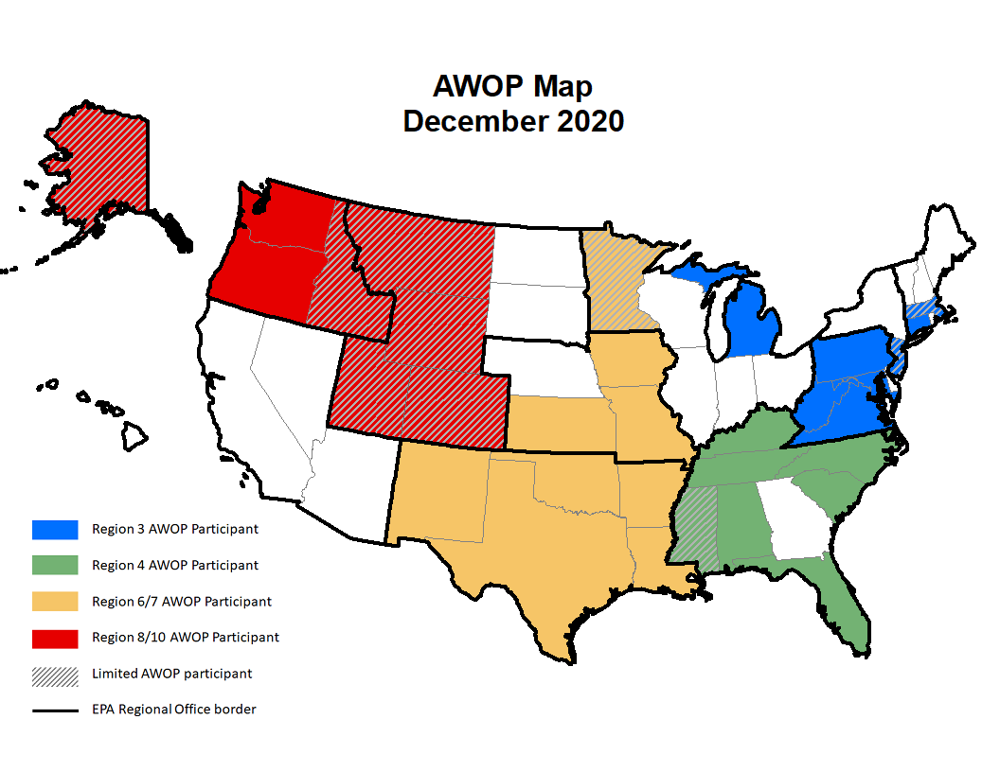 AWOP Map
December 2020
Region 3 AWOP Participant
Region 4 AWOP Participant
Region 6/7 AWOP Participant
Region 8/10 AWOP Participant
Limited AWOP participant
EPA Regional Office border